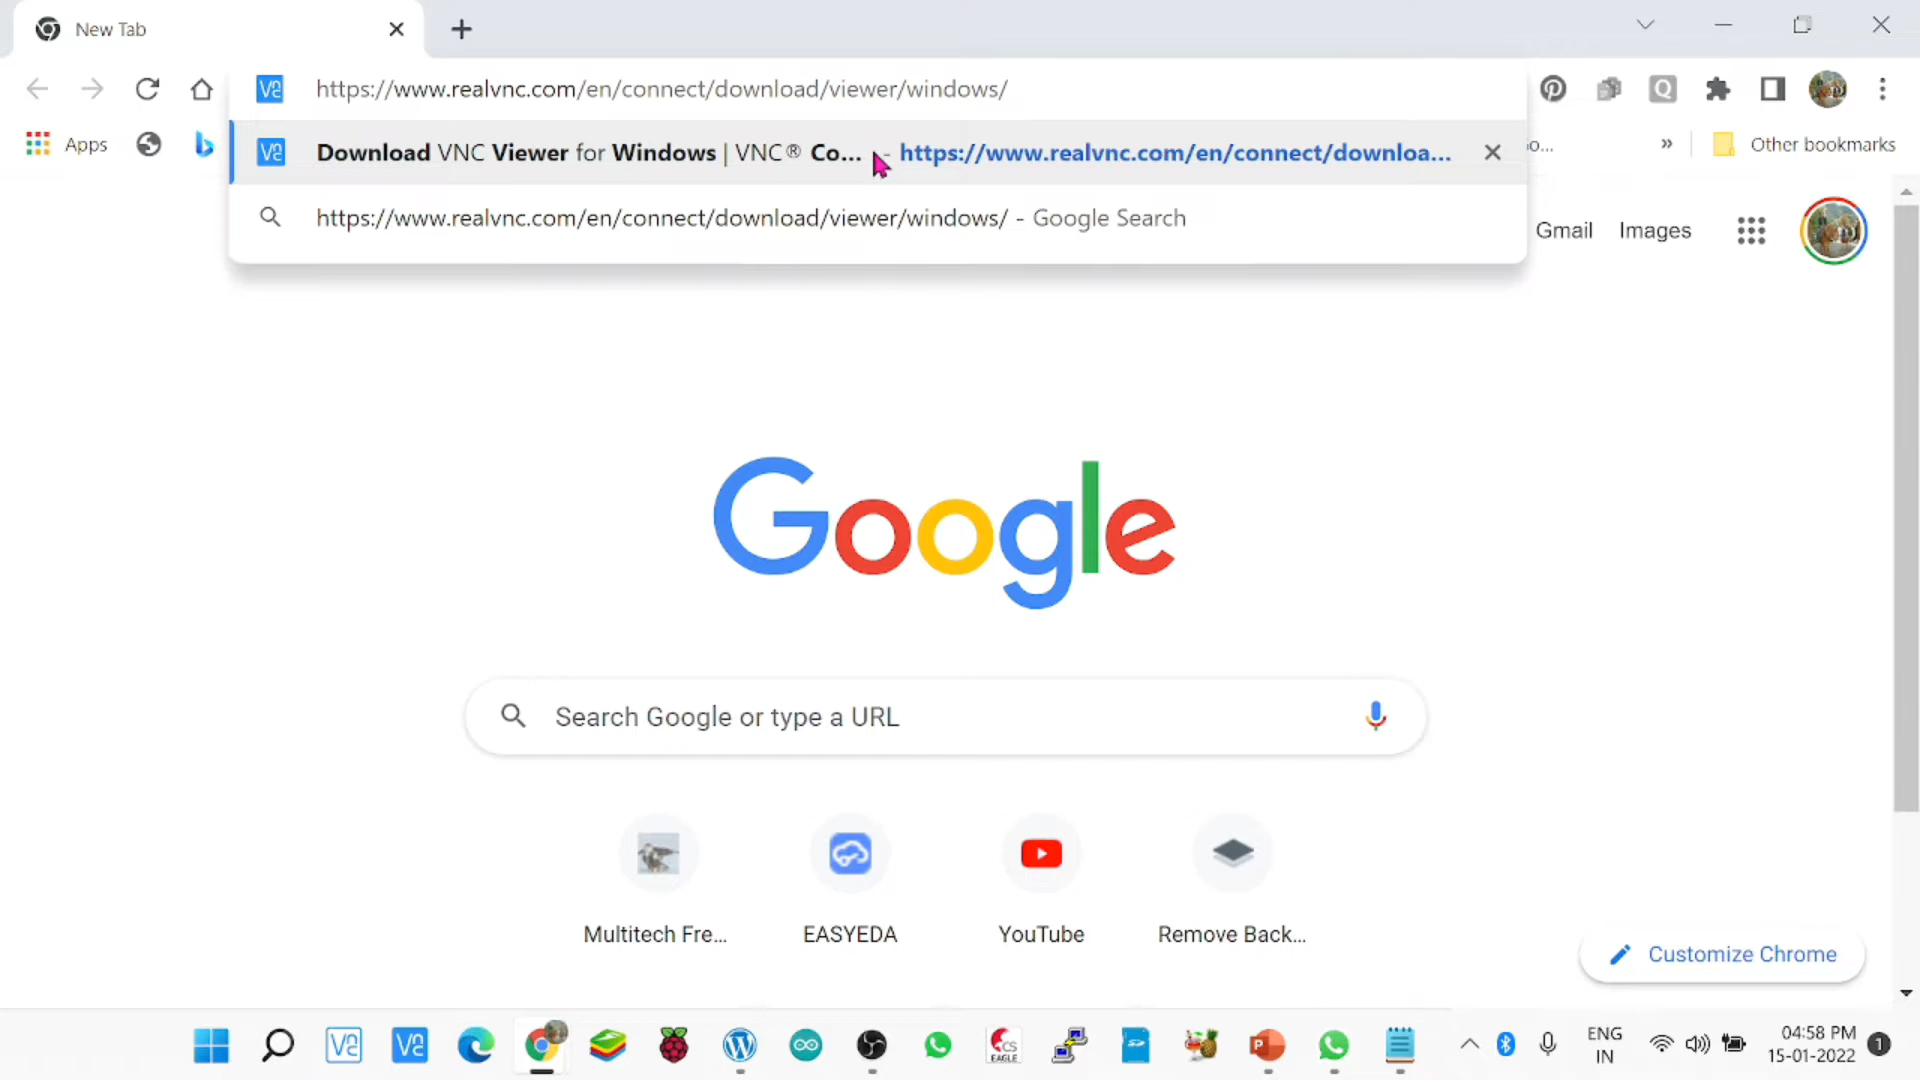 New Tab
https://www.realvnc.com/en/connect/download/viewer/windows/
Download VNC Viewer for Windows | VNC® Co... - https://www.realvnc.com/en/connect/downloa...
https://www.realvnc.com/en/connect/download/viewer/windows/ - Google Search
Apps
o...
»
Other bookmarks
Gmail
Images
Google
Search Google or type a URL
Multitech Fre...
EASYEDA
YouTube
Remove Back...
Customize Chrome
CS
EAGLE
ENG
IN
04:58 PM
15-01-2022
1